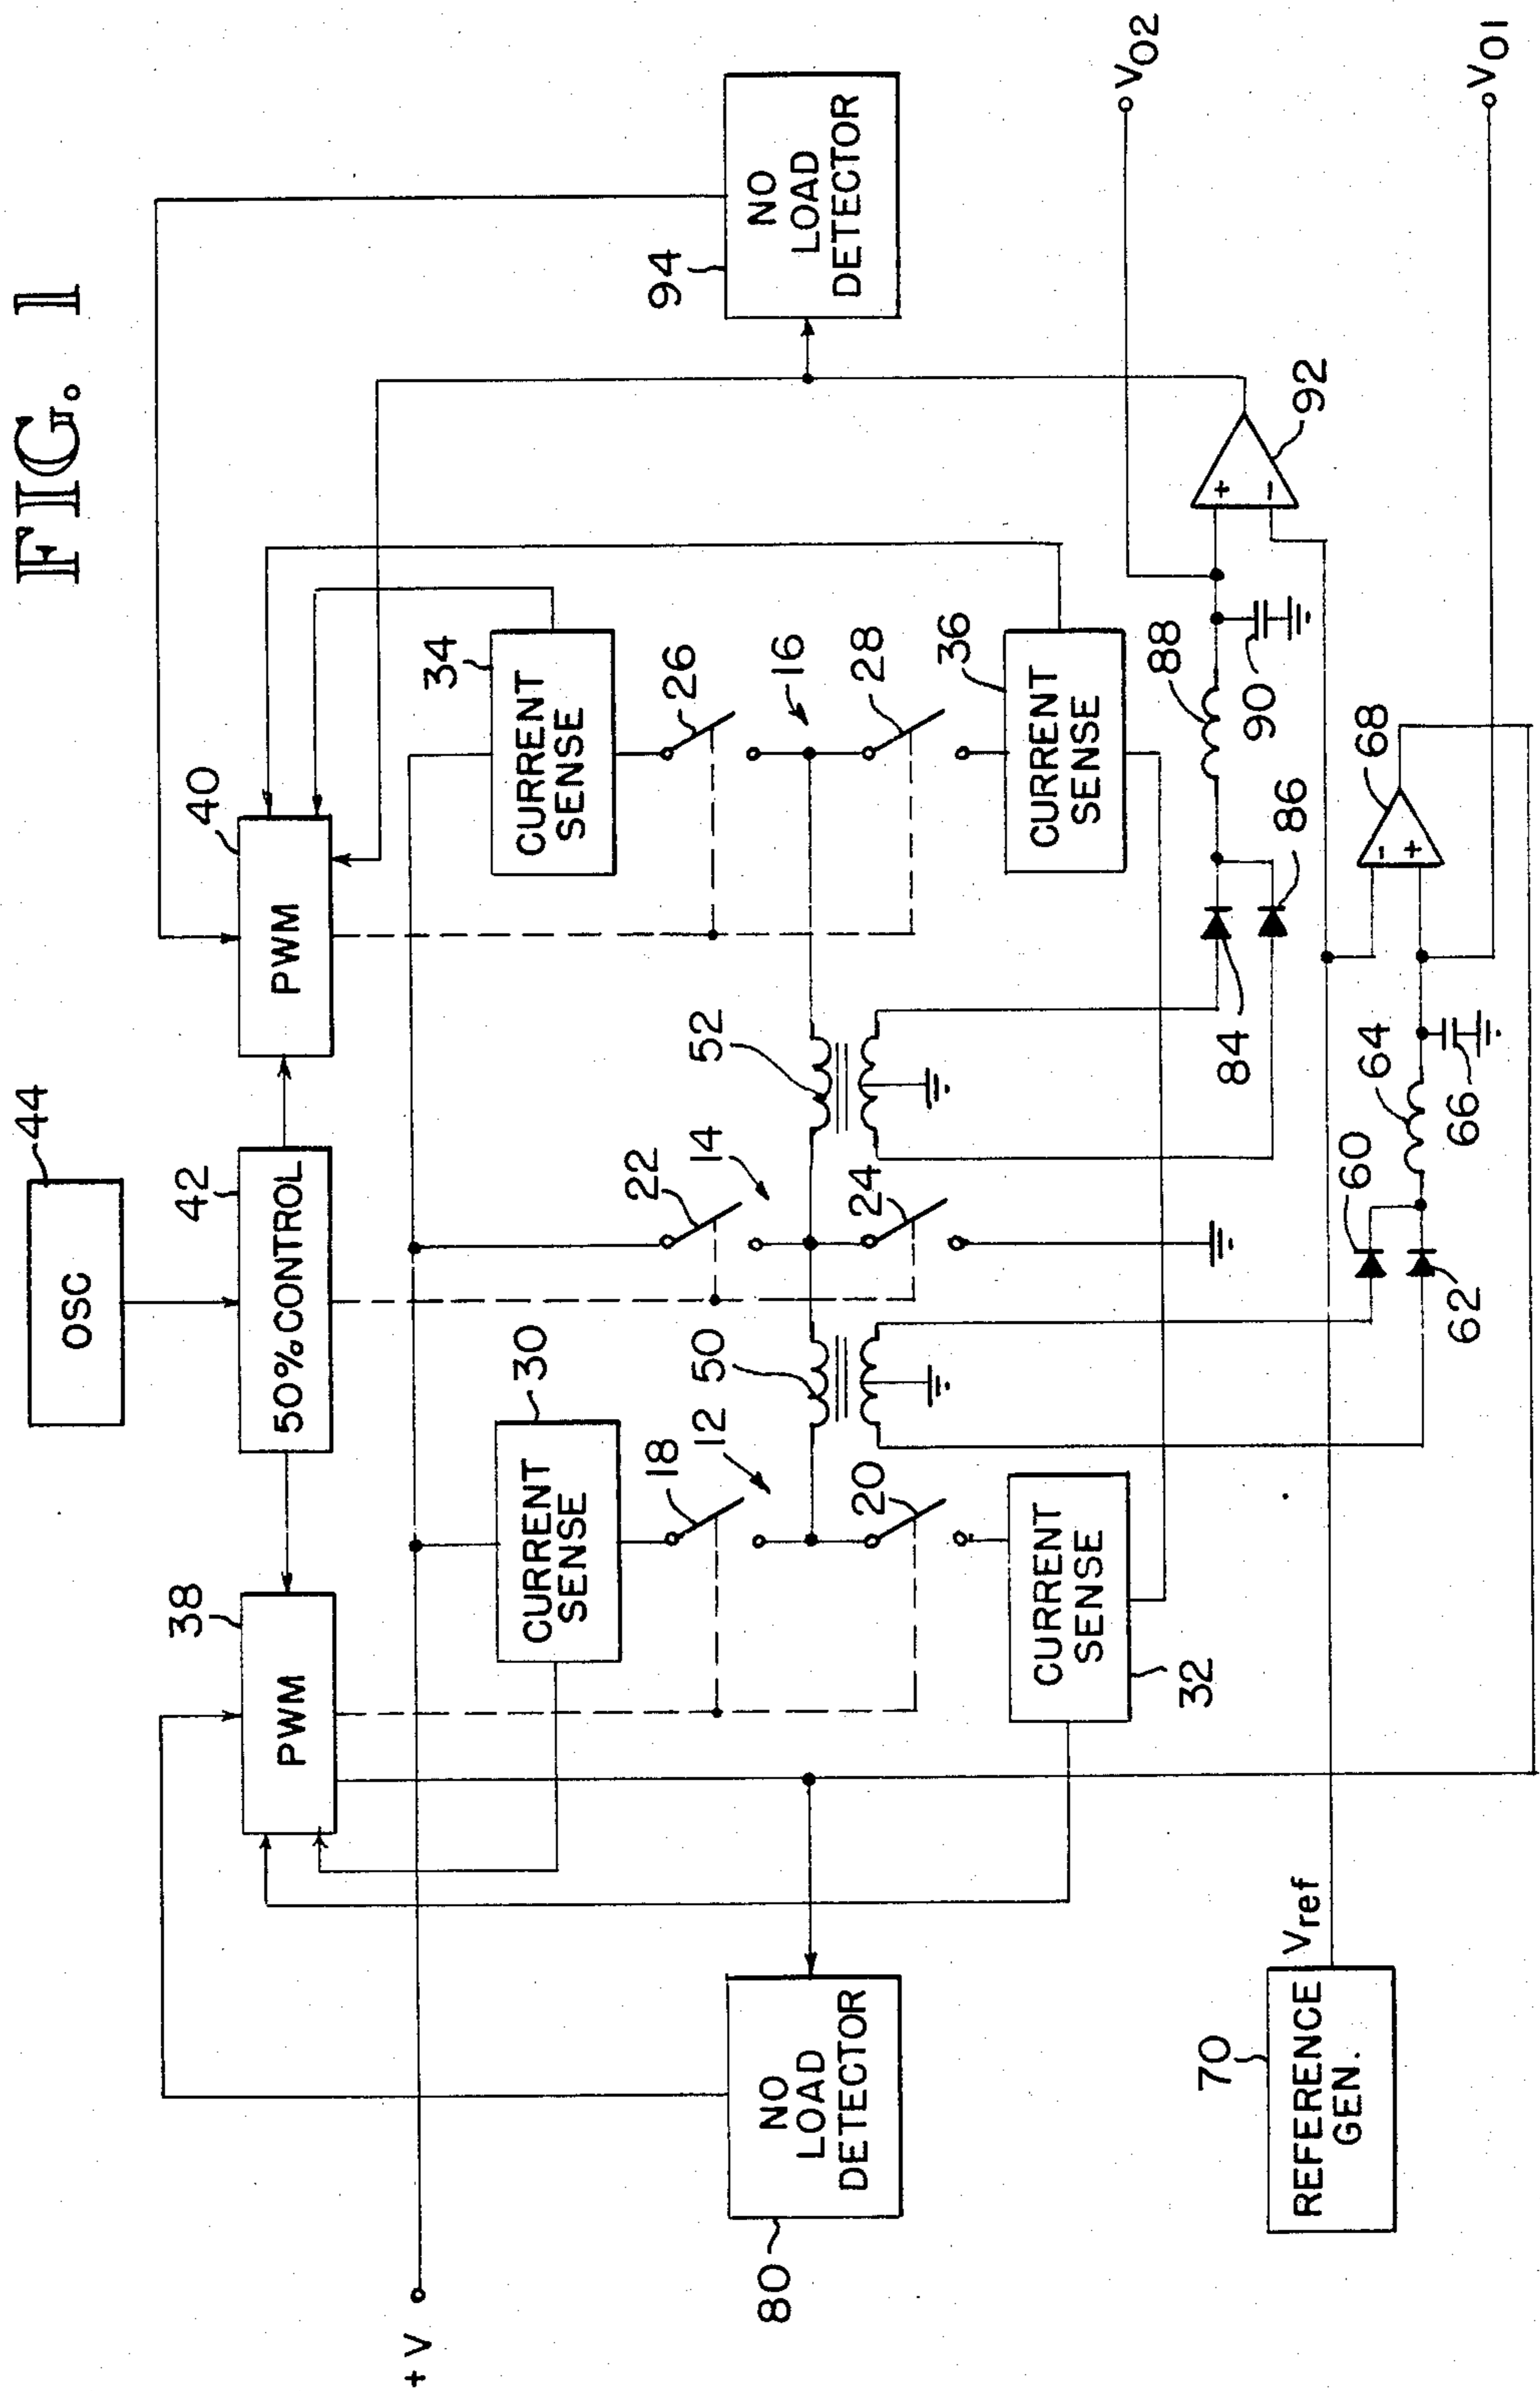 FIG. 1
44
OSC
38
PWM
42
50% CONTROL
40
PWM
+ V
30
CURRENT
SENSE
34
CURRENT
SENSE
18
12
22
14
26
16
80
NO
LOAD
DETECTOR
50
52
94
NO
LOAD
DETECTOR
20
24
28
32
CURRENT
SENSE
36
CURRENT
SENSE
84
86
88
90
+
-
92
VO2
70
REFERENCE
GEN.
Vref
60
62
64
66
-
+
68
VO1